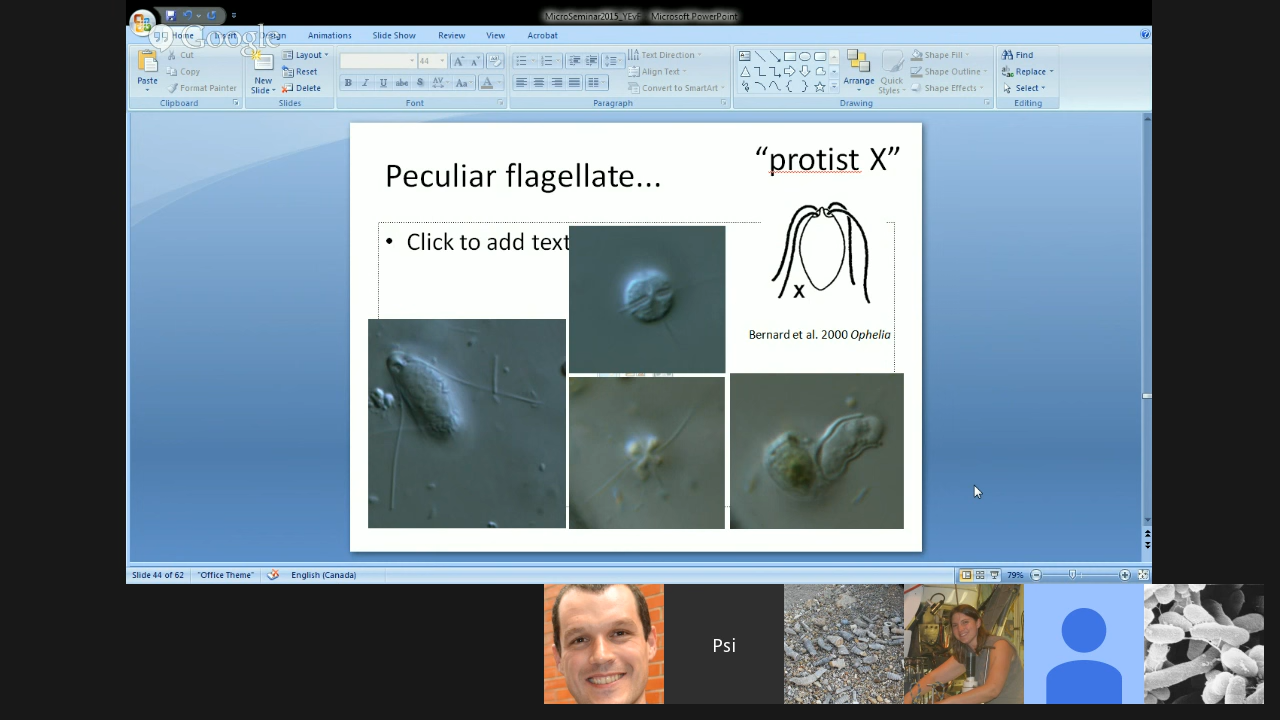 MicroSeminar2015_YEvF - Microsoft PowerPoint
Google
Home Insert Design Animations Slide Show Review View Acrobat
Paste
Cut
Copy
Format Painter
Clipboard
New Slide
Layout
Reset
Delete
Slides
44
Font
Text Direction
Align Text
Convert to SmartArt
Paragraph
Arrange
Quick Styles
Shape Fill
Shape Outline
Shape Effects
Drawing
Find
Replace
Select
Editing
Peculiar flagellate...
“protist X”
• Click to add text
X
Bernard et al. 2000 Ophelia
Slide 44 of 62 "Office Theme" English (Canada) 79%
Psi